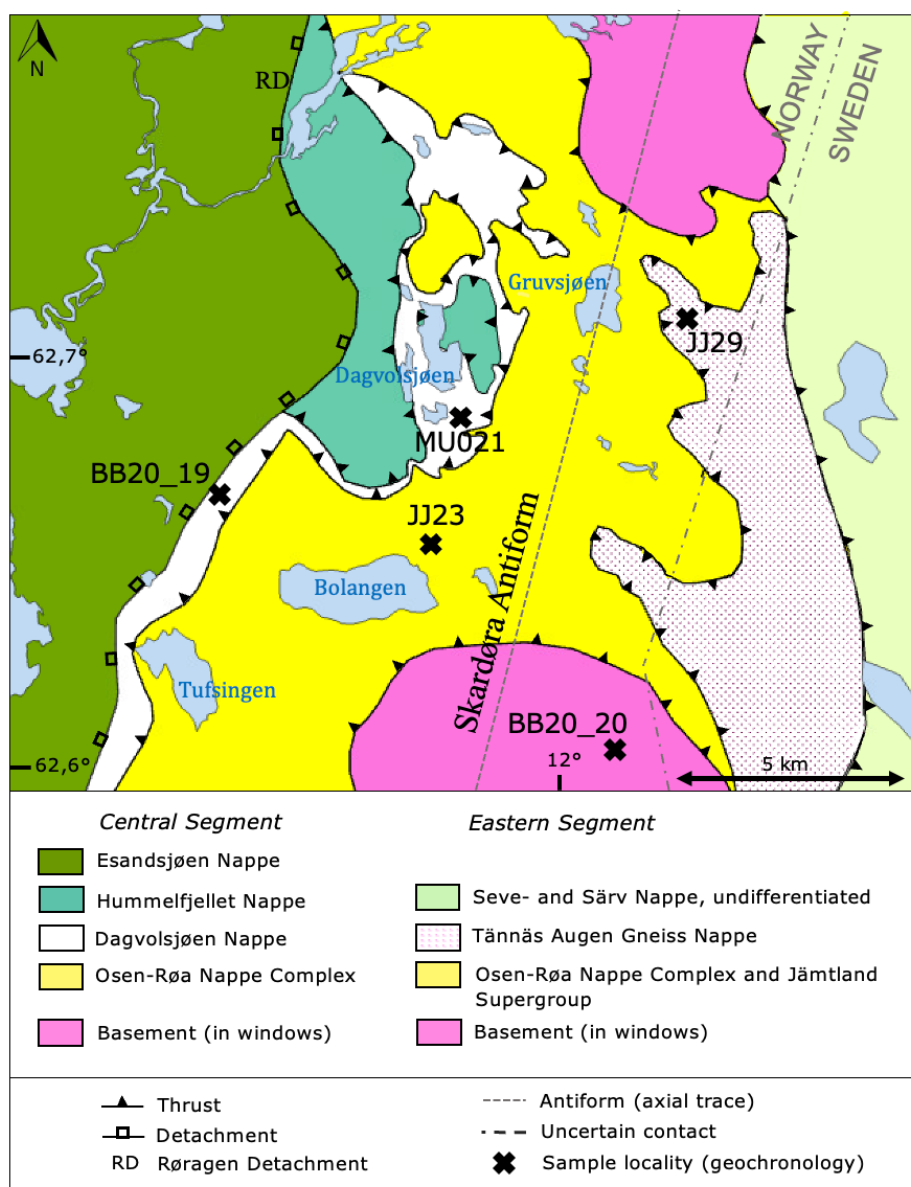 N
RD
NORWAY
SWEDEN
Gruvsjøen
JJ29
62,7°
Dagvolsjøen
MU021
BB20_19
JJ23
Bolangen
Skardøra Antiform
Tufsingen
BB20_20
62,6°
12°
5 km
Central Segment
Esandsjøen Nappe
Hummelfjellet Nappe
Dagvolsjøen Nappe
Osen-Røa Nappe Complex
Basement (in windows)
Eastern Segment
Seve- and Särv Nappe, undifferentiated
Tännäs Augen Gneiss Nappe
Osen-Røa Nappe Complex and Jämtland
Supergroup
Basement (in windows)
Thrust
Detachment
RD Røragen Detachment
Antiform (axial trace)
Uncertain contact
Sample locality (geochronology)